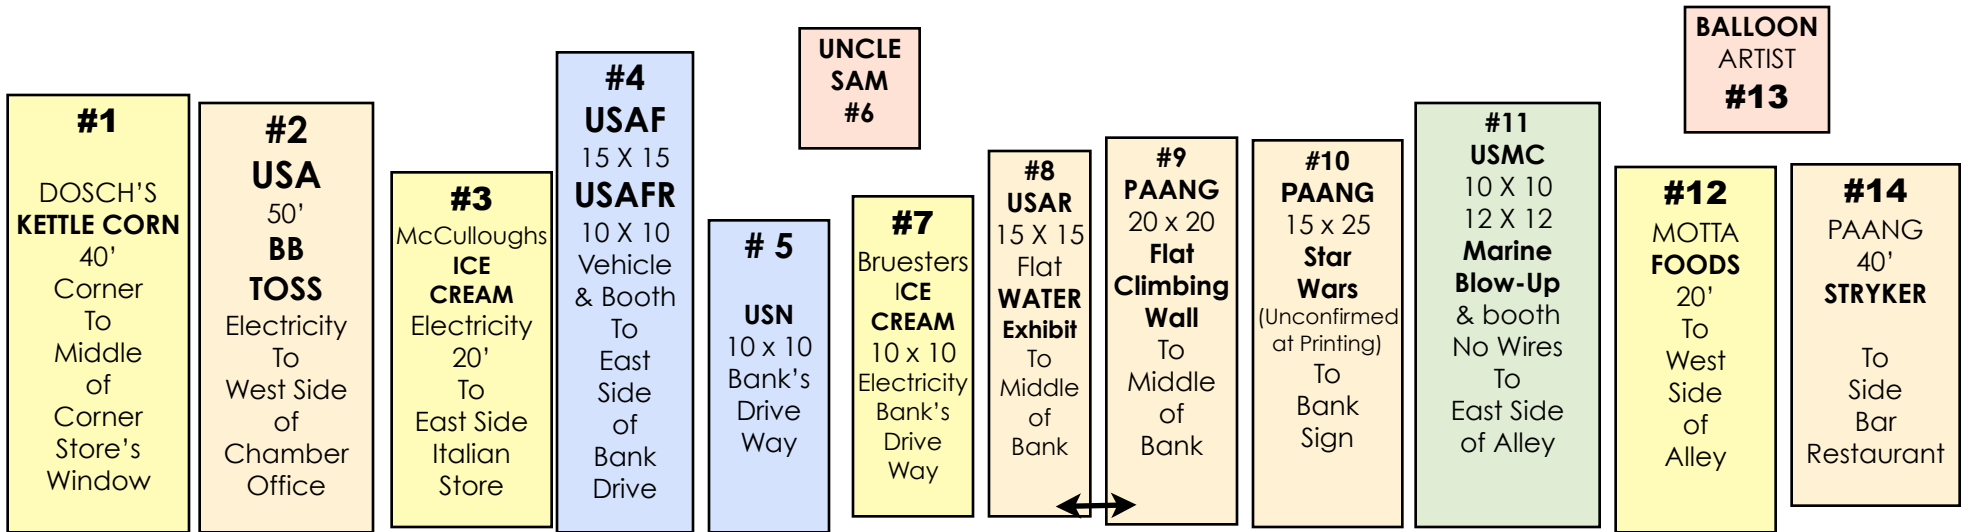 #1
DOSCH’S
KETTLE CORN
40’
Corner
To
Middle
of
Corner
Store’s
Window
#2
USA
50’
BB
TOSS
Electricity
To
West Side
of
Chamber
Office
#3
McCulloughs
ICE
CREAM
Electricity
20’
To
East Side
Italian
Store
#4
USAF
15 X 15
USAFR
10 X 10
Vehicle
& Booth
To
East
Side
of
Bank
Drive
# 5
USN
10 x 10
Bank’s
Drive
Way
UNCLE
SAM
#6
#7
Bruesters
ICE
CREAM
10 x 10
Electricity
Bank’s
Drive
Way
#8
USAR
15 X 15
Flat
WATER
Exhibit
To
Middle
of
Bank
#9
PAANG
20 x 20
Flat
Climbing
Wall
To
Middle
of
Bank
#10
PAANG
15 x 25
Star
Wars
(Unconfirmed
at Printing)
To
Bank
Sign
#11
USMC
10 X 10
12 X 12
Marine
Blow-Up
& booth
No Wires
To
East Side
of Alley
#12
MOTTA
FOODS
20’
To
West
Side
of
Alley
BALLOON
ARTIST
#13
#14
PAANG
40’
STRYKER
To
Side
Bar
Restaurant